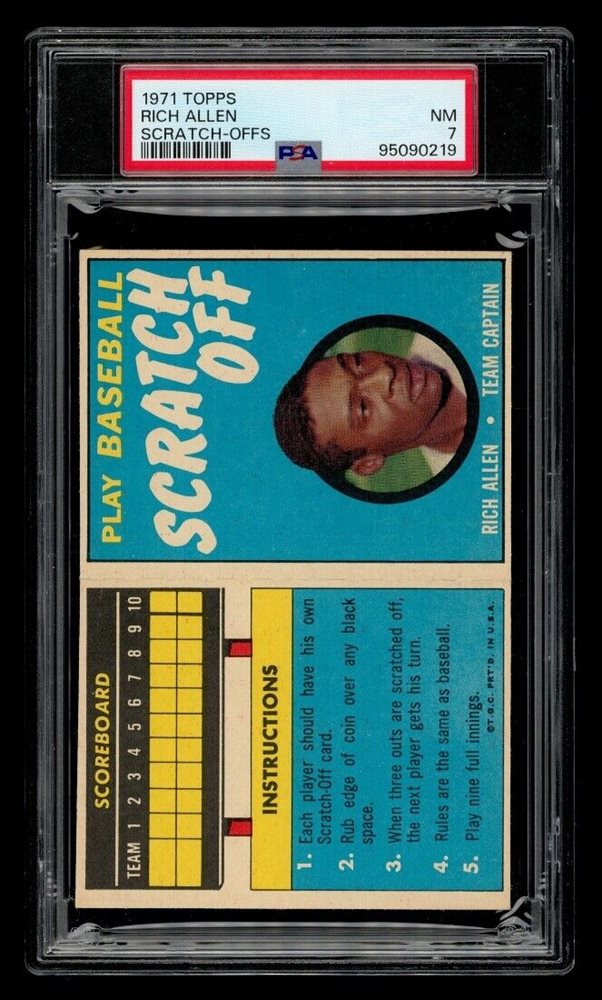 1971 TOPPS
RICH ALLEN NM
SCRATCH-OFFS 7
PSA 95090219
PLAY BASEBALL
SCRATCH
OFF
RICH ALLEN • TEAM CAPTAIN
SCOREBOARD
TEAM 1 2 3 4 5 6 7 8 9 10
INSTRUCTIONS
1. Each player should have his own
Scratch-Off card.
2. Rub edge of coin over any black
space.
3. When three outs are scratched off,
the next player gets his turn.
4. Rules are the same as baseball.
5. Play nine full innings.
©T.G.C. PRT'D. IN U.S.A.